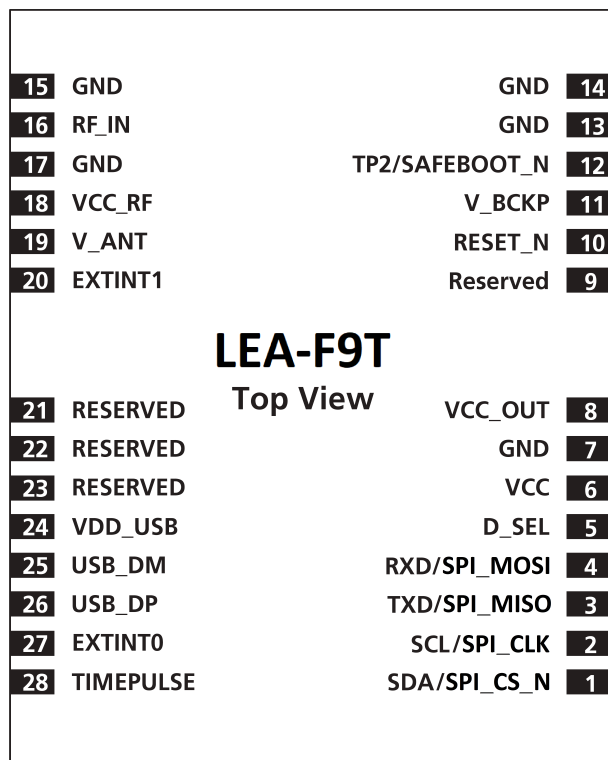 15 GND GND 14
16 RF_IN GND 13
17 GND TP2/SAFEBOOT_N 12
18 VCC_RF V_BCKP 11
19 V_ANT RESET_N 10
20 EXTINT1 Reserved 9
LEA-F9T
Top View
21 RESERVED VCC_OUT 8
22 RESERVED GND 7
23 RESERVED VCC 6
24 VDD_USB D_SEL 5
25 USB_DM RXD/SPI_MOSI 4
26 USB_DP TXD/SPI_MISO 3
27 EXTINT0 SCL/SPI_CLK 2
28 TIMEPULSE SDA/SPI_CS_N 1